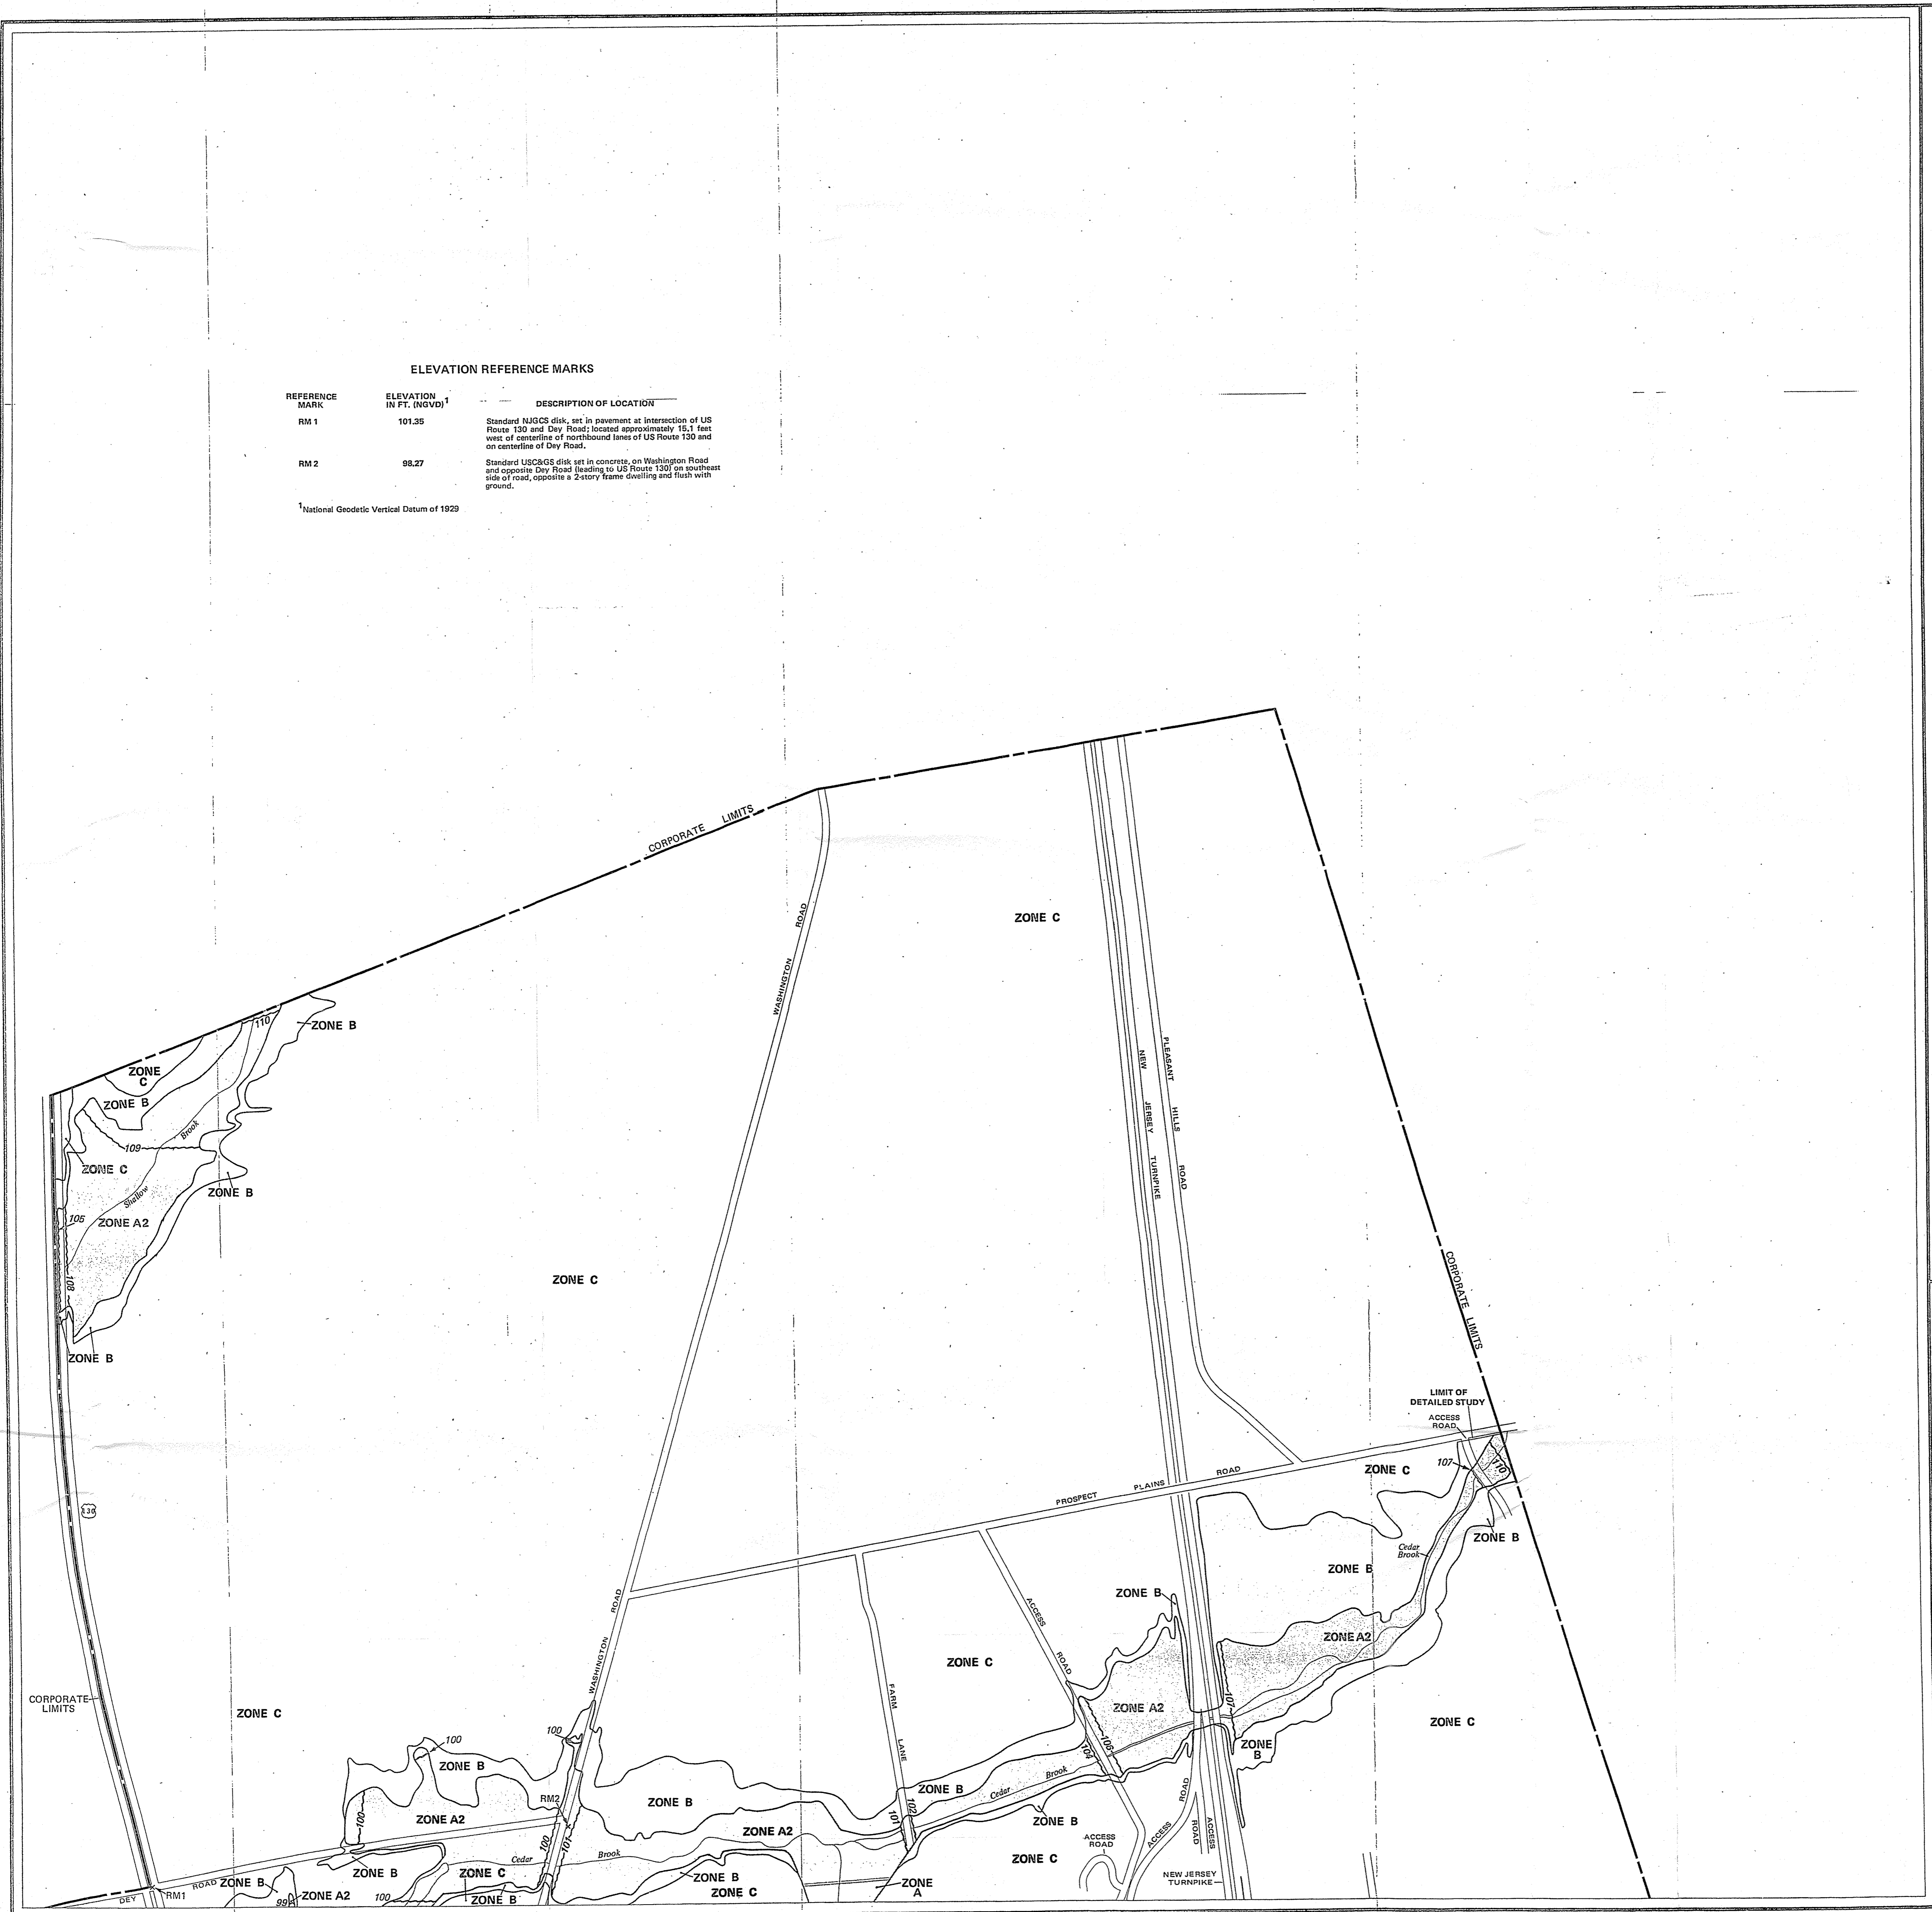 ELEVATION REFERENCE MARKS
REFERENCE MARK
ELEVATION IN FT. (NGVD)1
DESCRIPTION OF LOCATION
RM 1
101.35
Standard NJGCS disk, set in pavement at intersection of US
Route 130 and Dey Road; located approximately 15.1 feet
west of centerline of northbound lanes of US Route 130 and
on centerline of Dey Road.
RM 2
98.27
Standard USC&GS disk set in concrete, on Washington Road
and opposite Dey Road (leading to US Route 130) on southeast
side of road, opposite a 2-story frame dwelling and flush with
ground.
1National Geodetic Vertical Datum of 1929
CORPORATE LIMITS
WASHINGTON ROAD
ZONE C
110
ZONE B
ZONE
C
ZONE B
Brook
109
ZONE C
ZONE B
Shallow
105
ZONE A2
108
ZONE B
ZONE C
NEW JERSEY TURNPIKE
PLEASANT HILLS ROAD
CORPORATE LIMITS
LIMIT OF
DETAILED STUDY
ACCESS
ROAD
107
110
ZONE C
PROSPECT PLAINS ROAD
130
ZONE B
Cedar
Brook
ZONE B
ZONE B
WASHINGTON ROAD
ACCESS ROAD
ZONE A2
ZONE C
FARM LANE
CORPORATE
LIMITS
ZONE C
ZONE A2
107
ZONE C
100
100
ZONE B
ZONE
B
104
106
Cedar Brook
ZONE B
RM2
ZONE B
100
ZONE A2
101
102
ZONE B
ZONE A2
100
101
ACCESS
ROAD
ACCESS ROAD
ROAD
ACCESS
Cedar Brook
ZONE C
ZONE B
ZONE C
ZONE B
ZONE C
NEW JERSEY
TURNPIKE
ZONE
A
DEY ROAD
RM1
ZONE B
99
ZONE A2
100
ZONE B